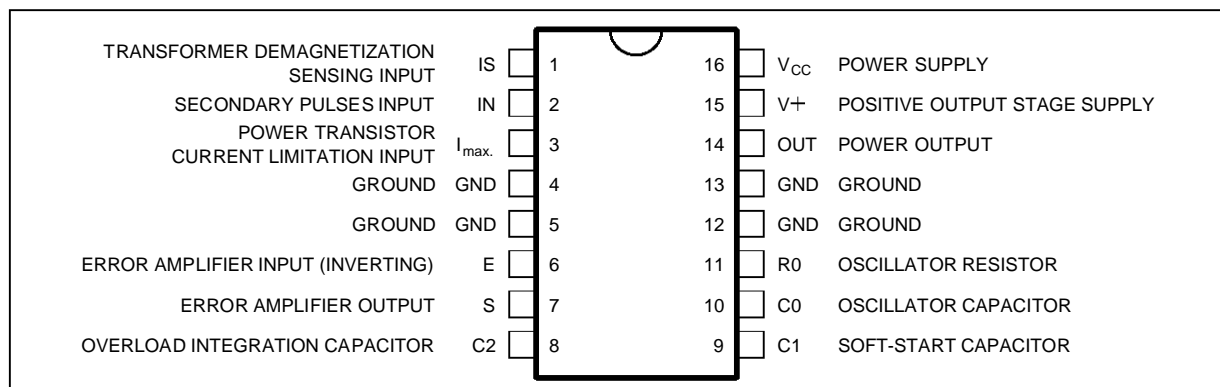 TRANSFORMER DEMAGNETIZATION
SENSING INPUT IS 1 16 VCC POWER SUPPLY
SECONDARY PULSES INPUT IN 2 15 V+ POSITIVE OUTPUT STAGE SUPPLY
POWER TRANSISTOR
CURRENT LIMITATION INPUT Imax. 3 14 OUT POWER OUTPUT
GROUND GND 4 13 GND GROUND
GROUND GND 5 12 GND GROUND
ERROR AMPLIFIER INPUT (INVERTING) E 6 11 R0 OSCILLATOR RESISTOR
ERROR AMPLIFIER OUTPUT S 7 10 C0 OSCILLATOR CAPACITOR
OVERLOAD INTEGRATION CAPACITOR C2 8 9 C1 SOFT-START CAPACITOR